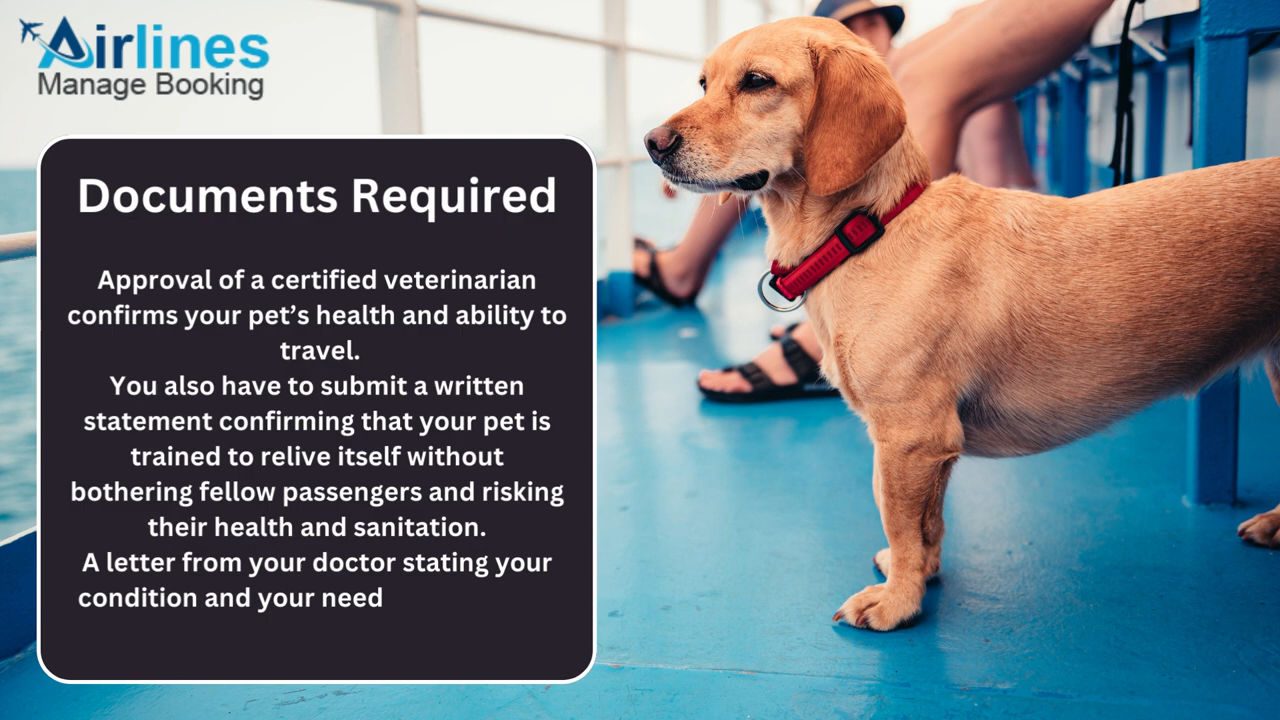 Airlines
Manage Booking
Documents Required
Approval of a certified veterinarian
confirms your pet's health and ability to
travel.
You also have to submit a written
statement confirming that your pet is
trained to relive itself without
bothering fellow passengers and risking
their health and sanitation.
A letter from your doctor stating your
condition and your need